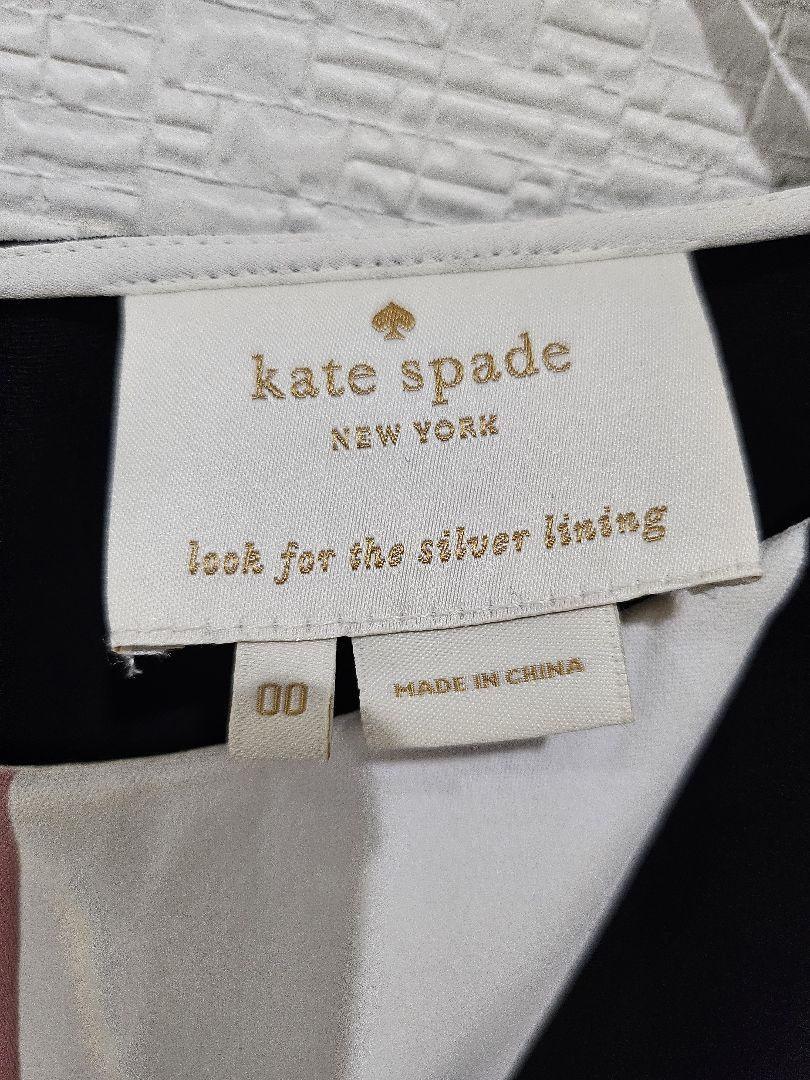 kate spade
NEW YORK
look for the silver lining
00
MADE IN CHINA